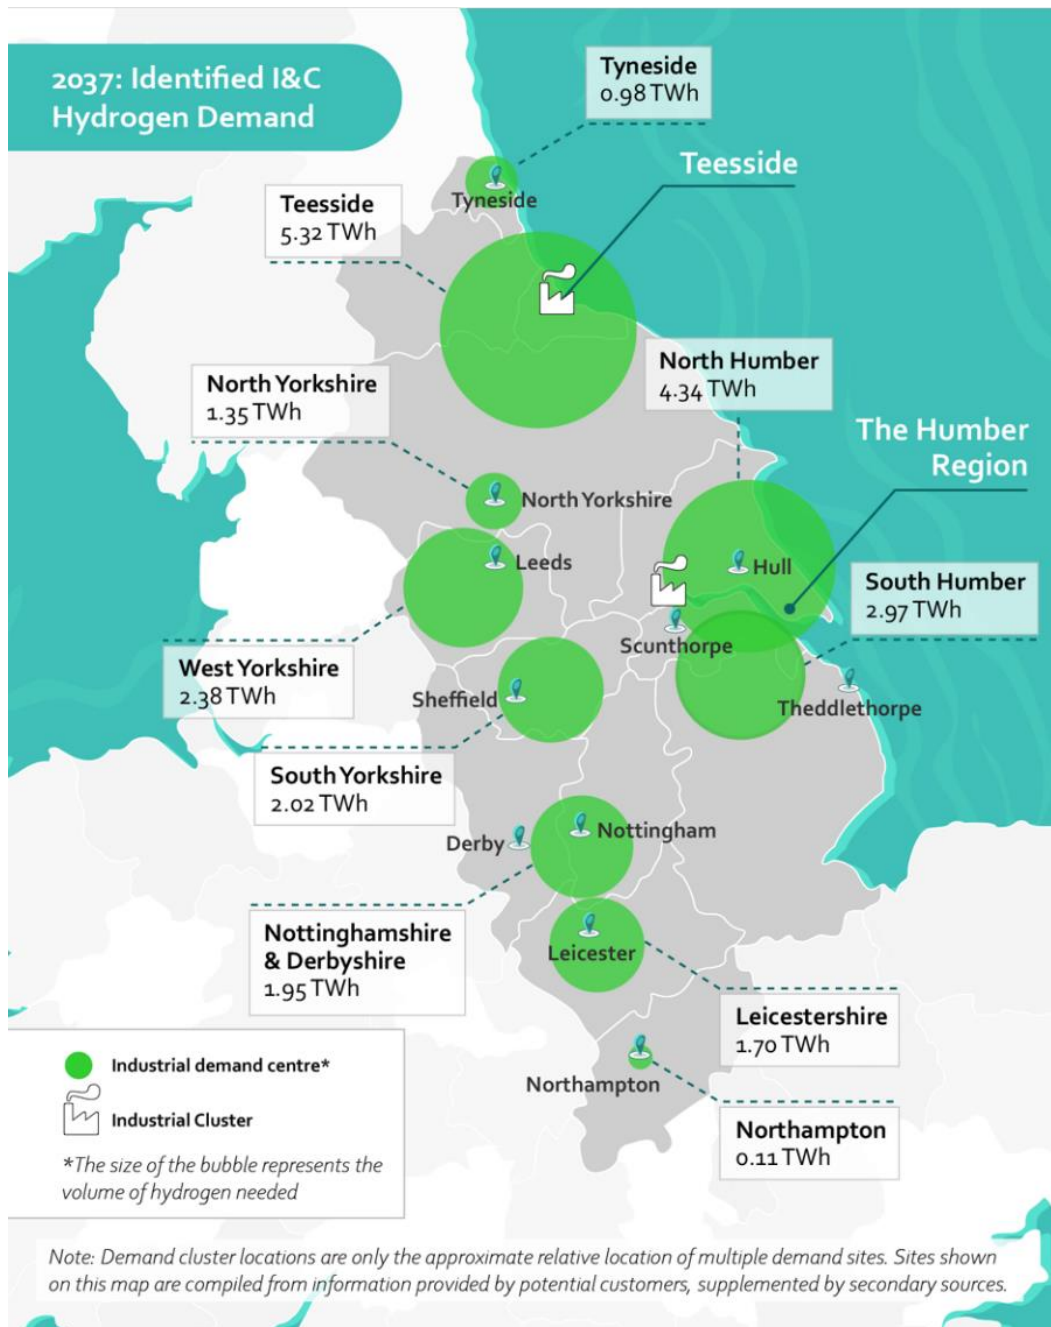 2037: Identified I&C
Hydrogen Demand
Tyneside
0.98 TWh
Teesside
Tyneside
Teesside
5.32 TWh
North Humber
4.34 TWh
North Yorkshire
1.35 TWh
The Humber
Region
North Yorkshire
Leeds
Hull
South Humber
2.97 TWh
Scunthorpe
West Yorkshire
2.38 TWh
Sheffield
Theddlethorpe
South Yorkshire
2.02 TWh
Derby
Nottingham
Nottinghamshire
& Derbyshire
1.95 TWh
Leicester
Leicestershire
1.70 TWh
Northampton
Northampton
0.11 TWh
Industrial demand centre*
Industrial Cluster
*The size of the bubble represents the
volume of hydrogen needed
Note: Demand cluster locations are only the approximate relative location of multiple demand sites. Sites shown
on this map are compiled from information provided by potential customers, supplemented by secondary sources.